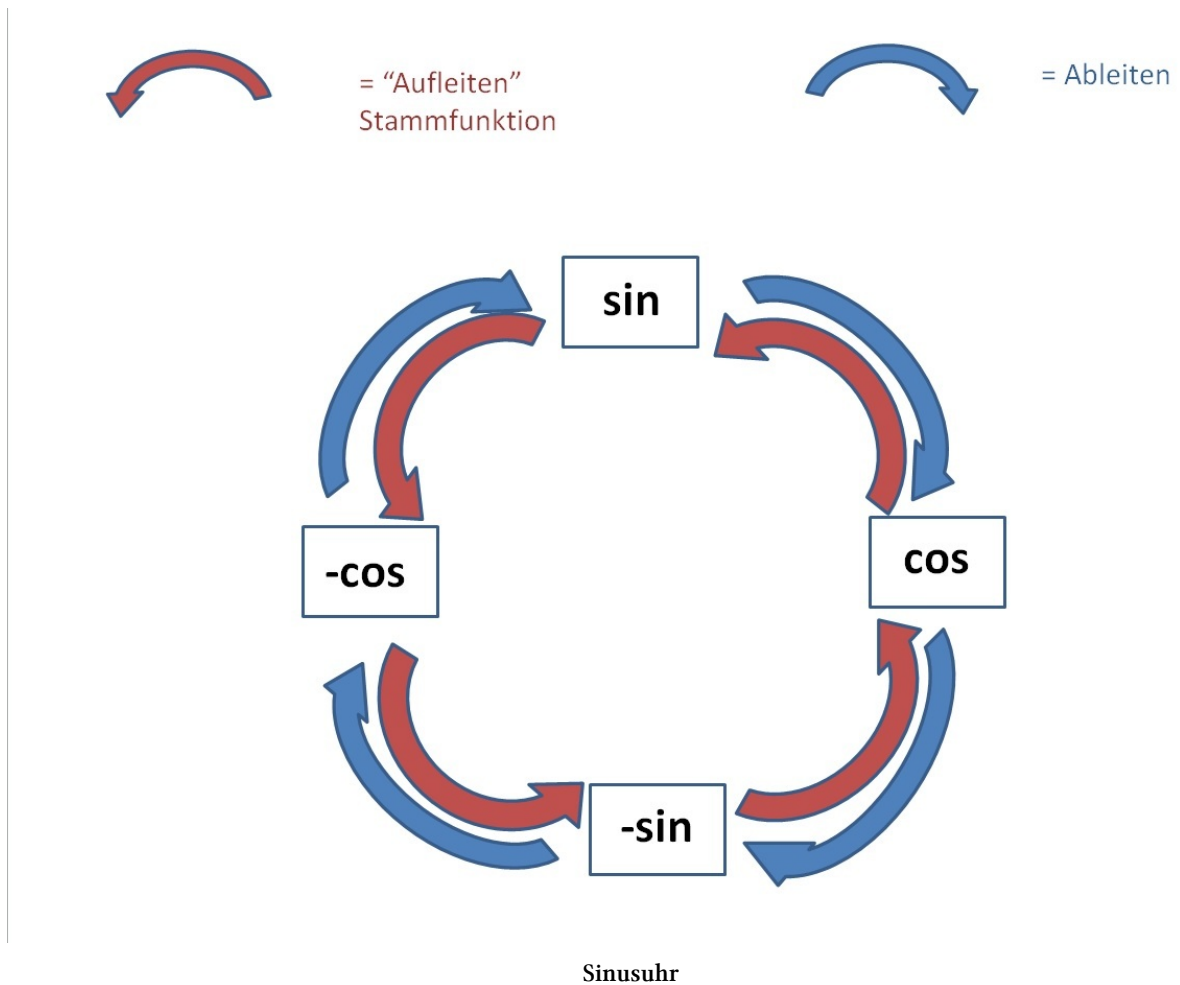 = “Aufleiten”
Stammfunktion
= Ableiten
sin
cos
-cos
-sin
Sinusuhr